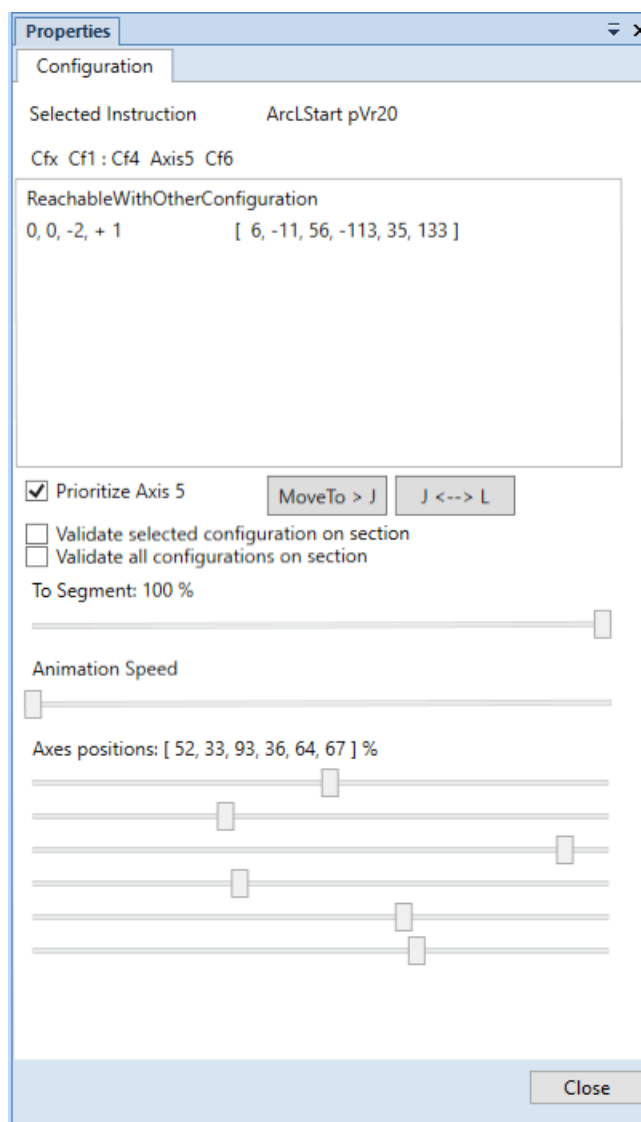 Properties
Configuration
Selected Instruction ArcLStart pVr20
Cfx Cf1 : Cf4 Axis5 Cf6
ReachableWithOtherConfiguration
0, 0, -2, + 1 [ 6, -11, 56, -113, 35, 133 ]
Prioritize Axis 5 MoveTo > J J <--> L
Validate selected configuration on section
Validate all configurations on section
To Segment: 100 %
Animation Speed
Axes positions: [ 52, 33, 93, 36, 64, 67 ] %
Close